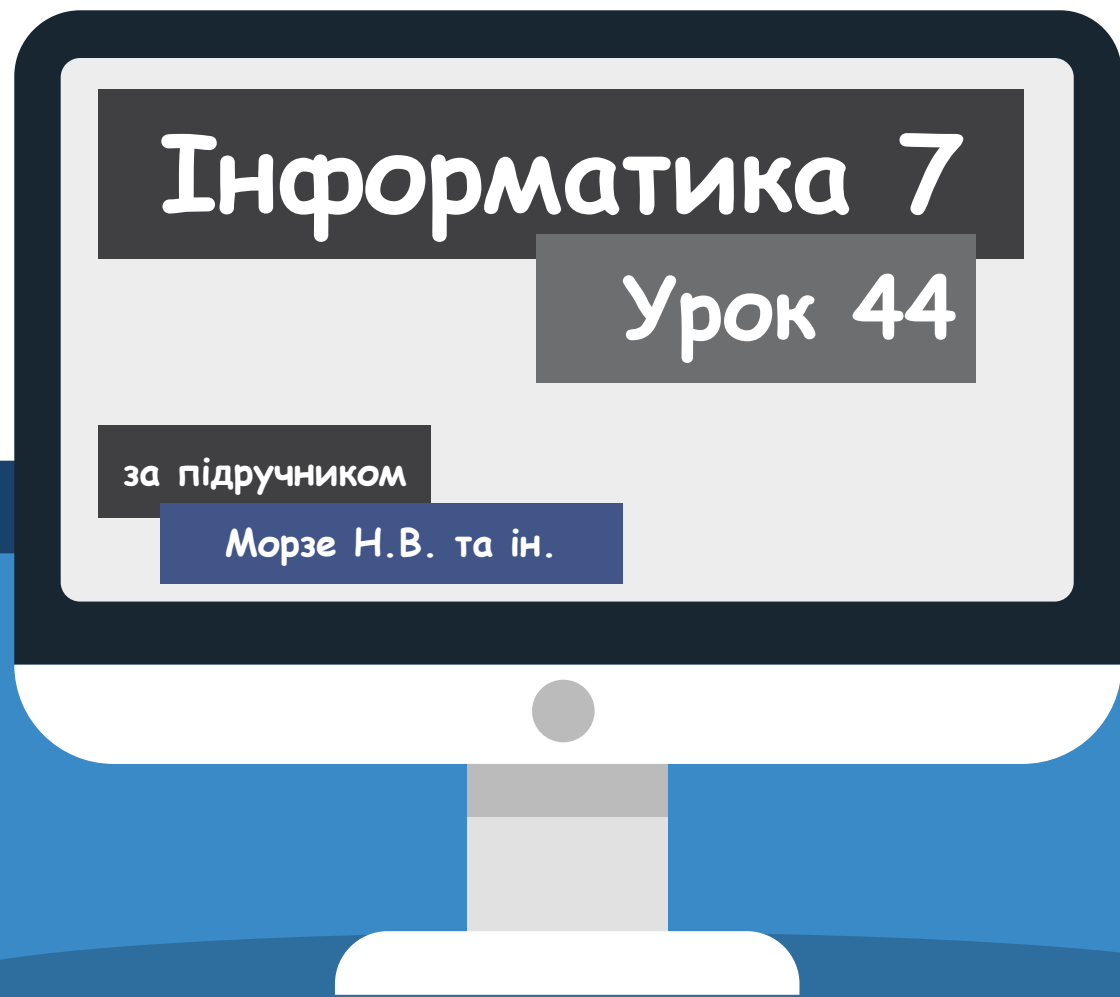 Інформатика 7
Урок 44
за підручником
Морзе Н.В. та ін.